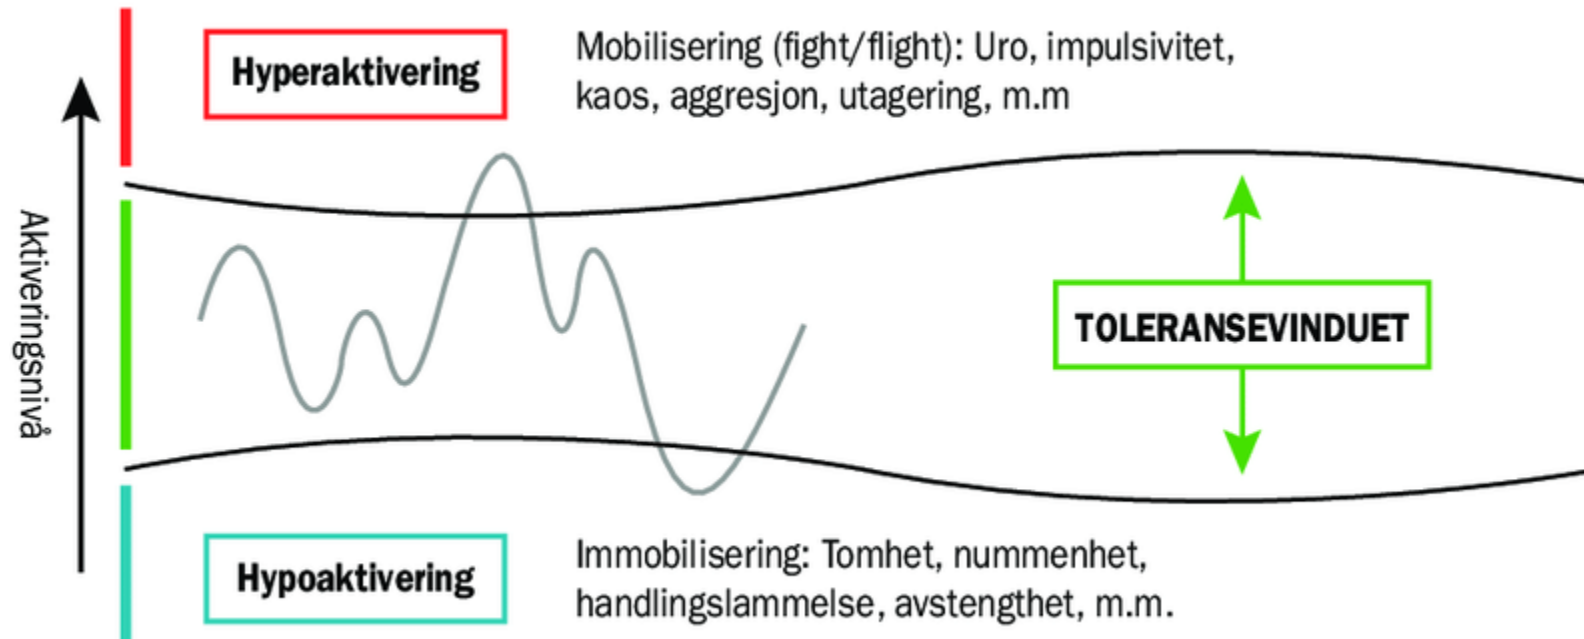 Hyperaktivering
Mobilisering (fight/flight): Uro, impulsivitet,
kaos, aggresjon, utagering, m.m
Aktiveringsnivå
TOLERANSEVINDUET
Hypoaktivering
Immobilisering: Tomhet, nummenhet,
handlingslammelse, avstengthet, m.m.